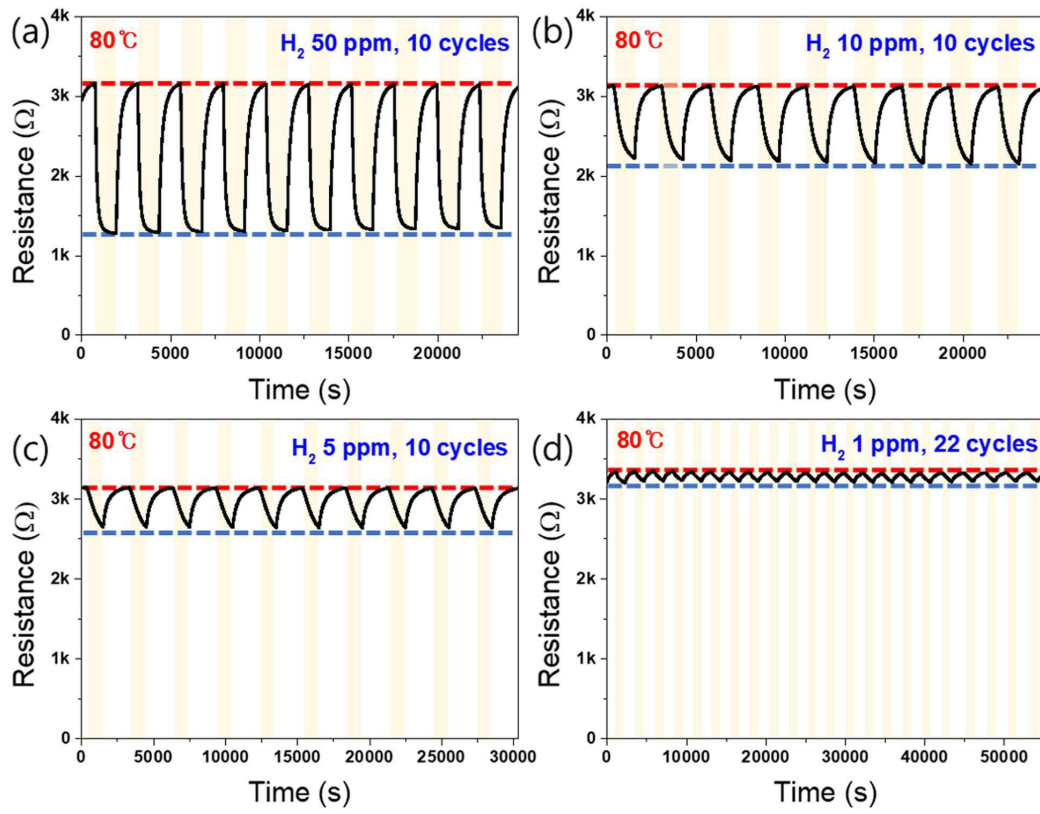 (a)
80℃
H₂ 50 ppm, 10 cycles
4k
3k
2k
1k
0
Resistance (Ω)
0 5000 10000 15000 20000
Time (s)
(b)
80℃
H₂ 10 ppm, 10 cycles
4k
3k
2k
1k
0
Resistance (Ω)
0 5000 10000 15000 20000
Time (s)
(c)
80℃
H₂ 5 ppm, 10 cycles
4k
3k
2k
1k
0
Resistance (Ω)
0 5000 10000 15000 20000 25000 30000
Time (s)
(d)
80℃
H₂ 1 ppm, 22 cycles
4k
3k
2k
1k
0
Resistance (Ω)
0 10000 20000 30000 40000 50000
Time (s)